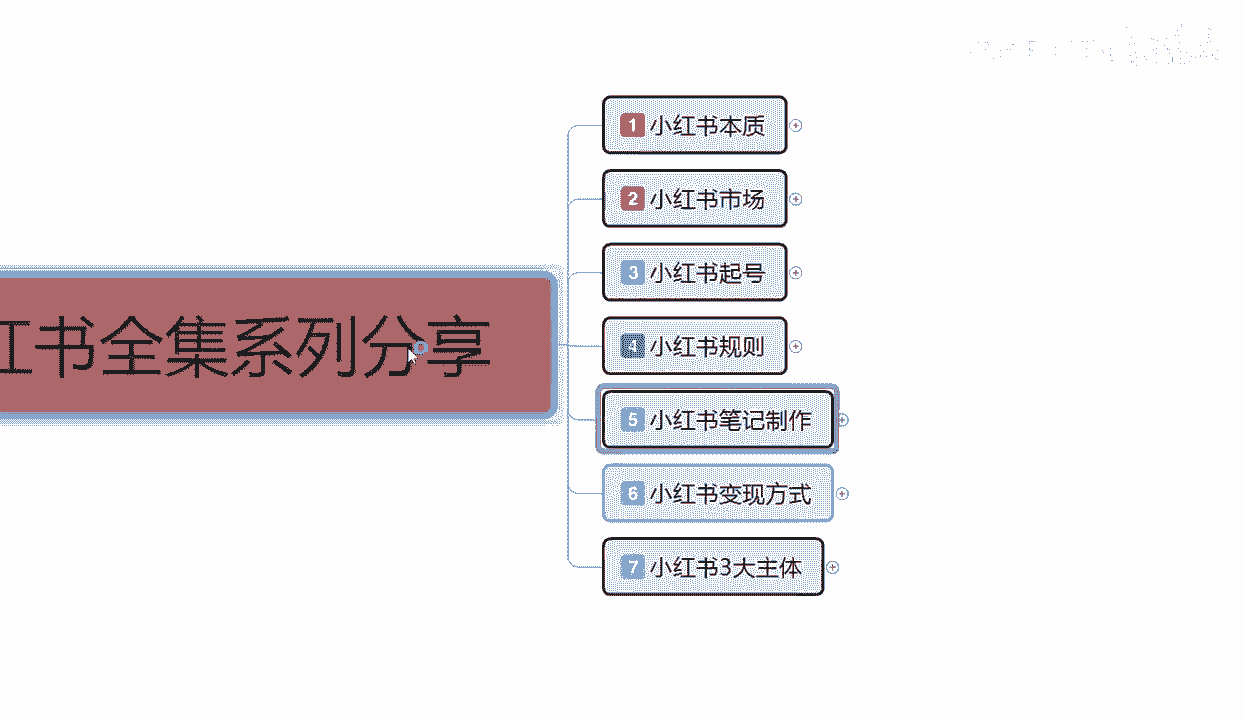 1 小红书本质
2 小红书市场
3 小红书起号
红书全集系列分享
4 小红书规则
5 小红书笔记制作
6 小红书变现方式
7 小红书3大主体